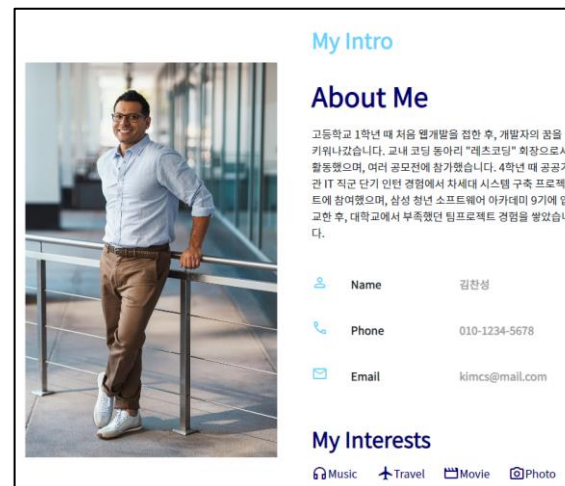 My Intro
About Me
고등학교 1학년 때 처음 웹개발을 접한 후, 개발자의 꿈을
키워나갔습니다. 교내 코딩 동아리 "레츠코딩" 회장으로서
활동했으며, 여러 공모전에 참가했습니다. 4학년 때 공공기
관 IT 직군 단기 인턴 경험에서 차세대 시스템 구축 프로젝
트에 참여했으며, 삼성 청년 소프트웨어 아카데미 9기에 입
교한 후, 대학교에서 부족했던 팀프로젝트 경험을 쌓았습니
다.
Name 김찬성
Phone 010-1234-5678
Email kimcs@mail.com
My Interests
Music Travel Movie Photo